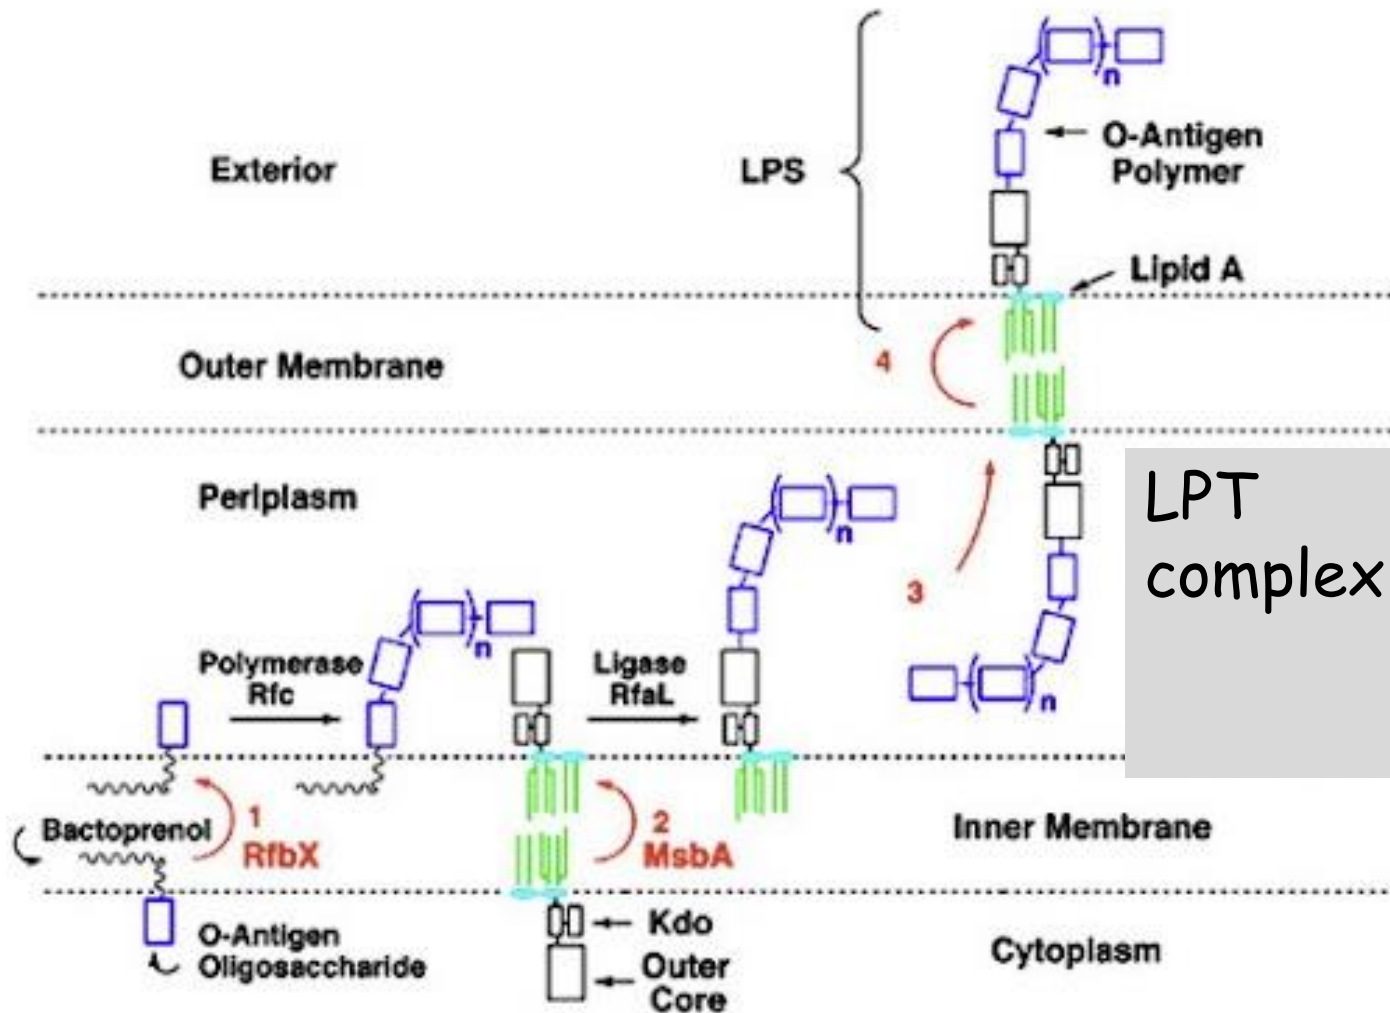 n
O-Antigen
Polymer
Exterior
LPS
Lipid A
Outer Membrane
4
Periplasm
n
LPT
complex
3
n
Polymerase
Rfc
n
Ligase
RfaL
1
RfbX
Bactoprenol
2
MsbA
Inner Membrane
O-Antigen
Oligosaccharide
Kdo
Outer
Core
Cytoplasm